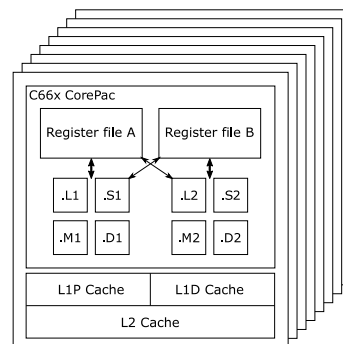 C66x CorePac
Register file A Register file B
.L1 .S1 .L2 .S2
.M1 .D1 .M2 .D2
L1P Cache L1D Cache
L2 Cache